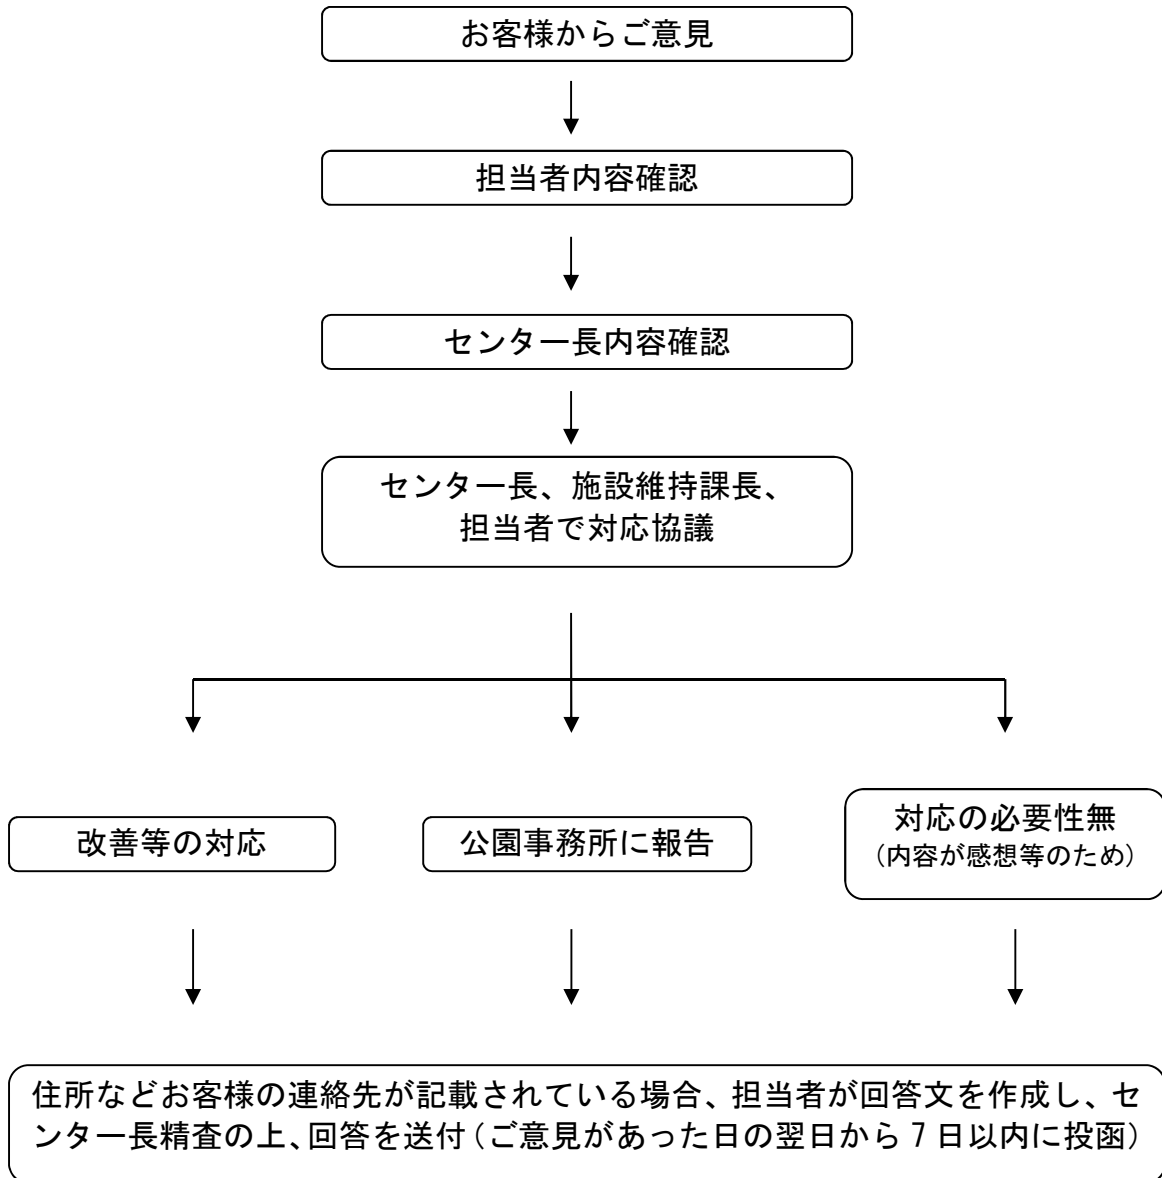 お客様からご意見
担当者内容確認
センター長内容確認
センター長、施設維持課長、
担当者で対応協議
改善等の対応
公園事務所に報告
対応の必要性無
(内容が感想等のため)
住所などお客様の連絡先が記載されている場合、担当者が回答文を作成し、セ
ンター長精査の上、回答を送付(ご意見があった日の翌日から7日以内に投函)